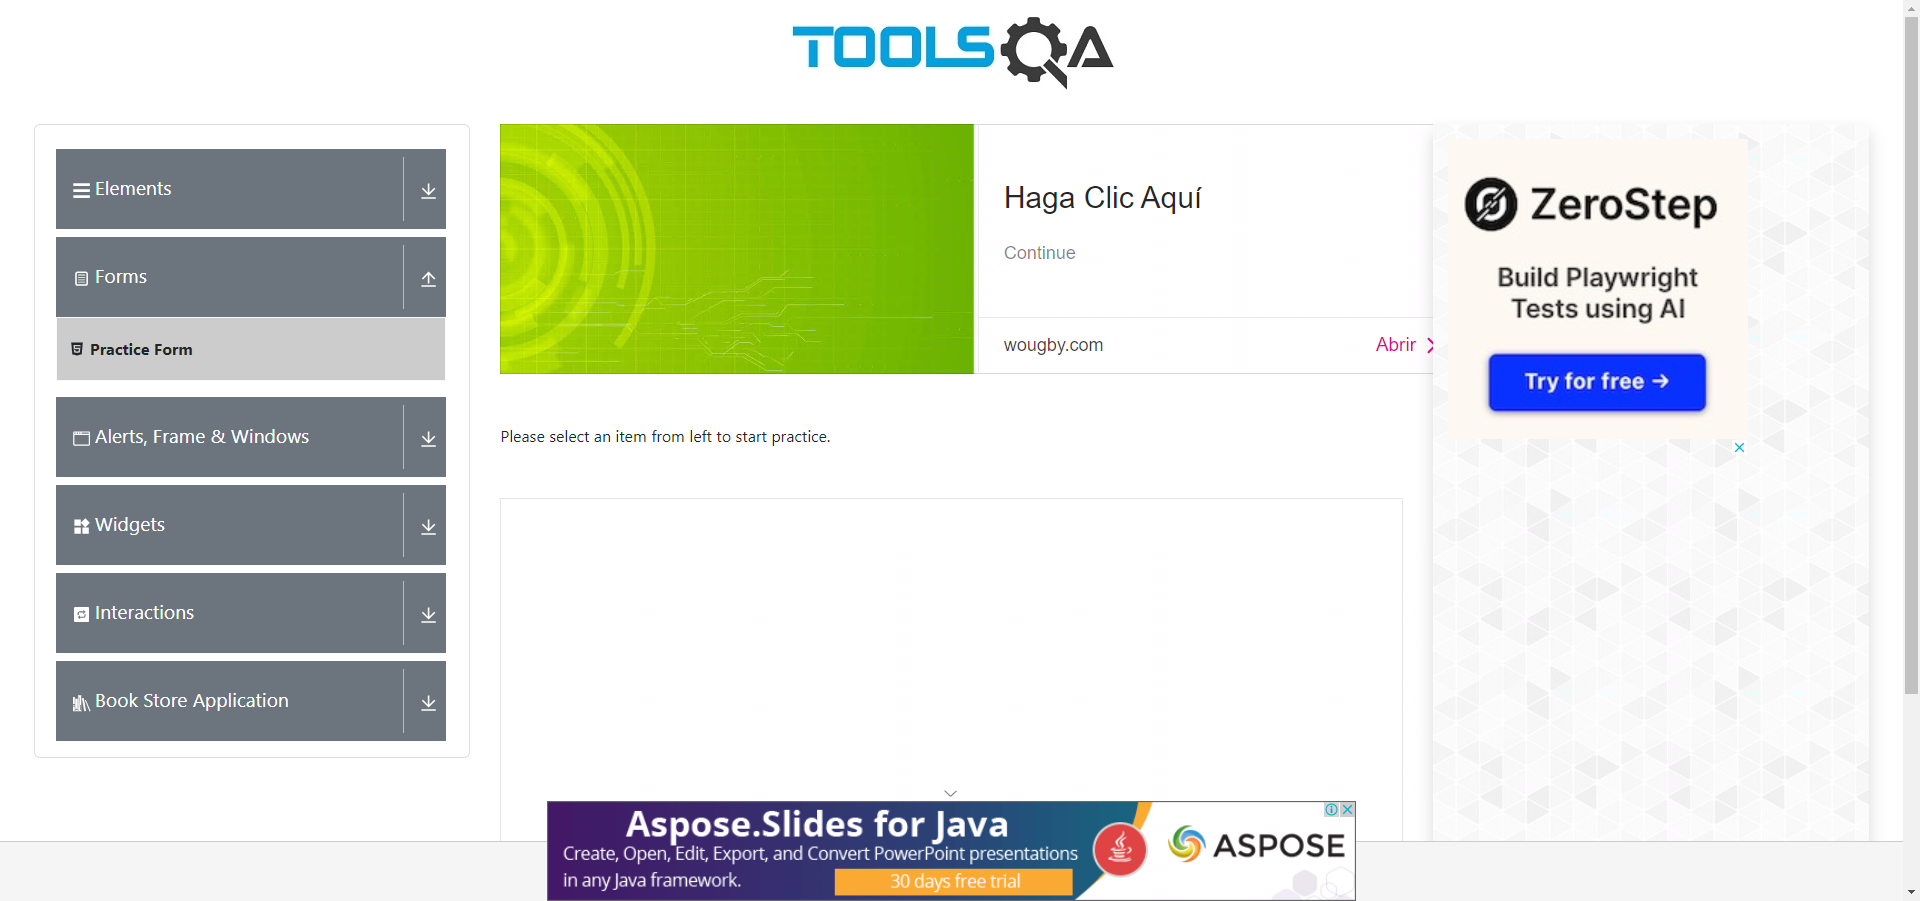 TOOLSQA
Elements
Forms
Practice Form
Alerts, Frame & Windows
Widgets
Interactions
Book Store Application
Haga Clic Aquí
Continue
wougby.com
Abrir
Please select an item from left to start practice.
ZeroStep
Build Playwright
Tests using AI
Try for free →
Aspose.Slides for Java
Create, Open, Edit, Export, and Convert PowerPoint presentations
in any Java framework.
30 days free trial
ASPOSE